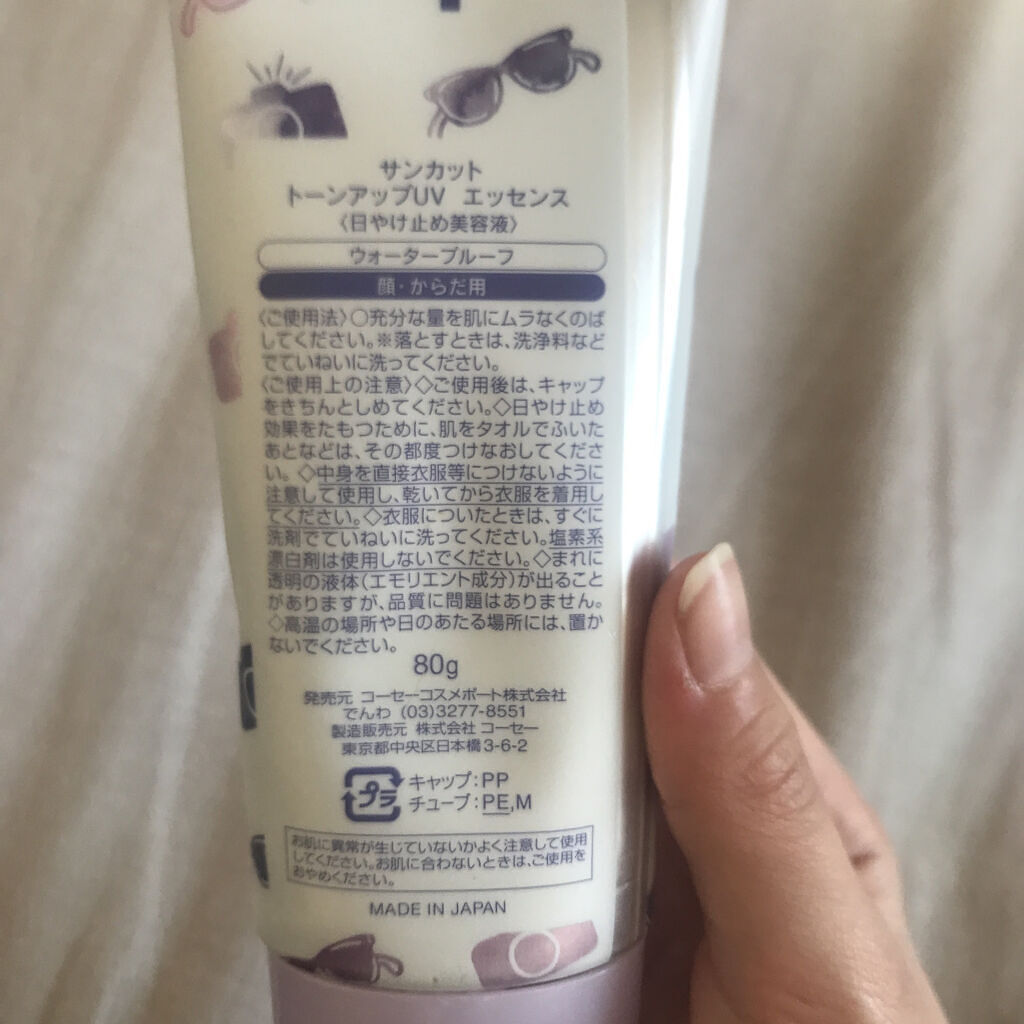 サンカット
トーンアップUV エッセンス
〈日やけ止め美容液〉
ウォータープルーフ
顔・からだ用
〈ご使用法〉○充分な量を肌にムラなくのば
してください。※落とすときは、洗浄料など
でていねいに洗ってください。
〈ご使用上の注意〉◇ご使用後は、キャップ
をきちんとしめてください。◇日やけ止め
効果をたもつために、肌をタオルでふいた
あとなどは、その都度つけなおしてくださ
い。◇中身を直接衣服等につけないように
注意して使用し、乾いてから衣服を着用し
てください。◇衣服についたときは、すぐに
洗剤でていねいに洗ってください。塩素系
漂白剤は使用しないでください。◇まれに
透明の液体(エモリエント成分)が出ること
がありますが、品質に問題はありません。
◇高温の場所や日のあたる場所には、置か
ないでください。
80g
発売元 コーセーコスメポート株式会社
でんわ (03)3277-8551
製造販売元 株式会社 コーセー
東京都中央区日本橋3-6-2
プラ
キャップ:PP
チューブ:PE,M
お肌に異常が生じていないかよく注意して使用
してください。お肌に合わないときは、ご使用を
おやめください。
MADE IN JAPAN